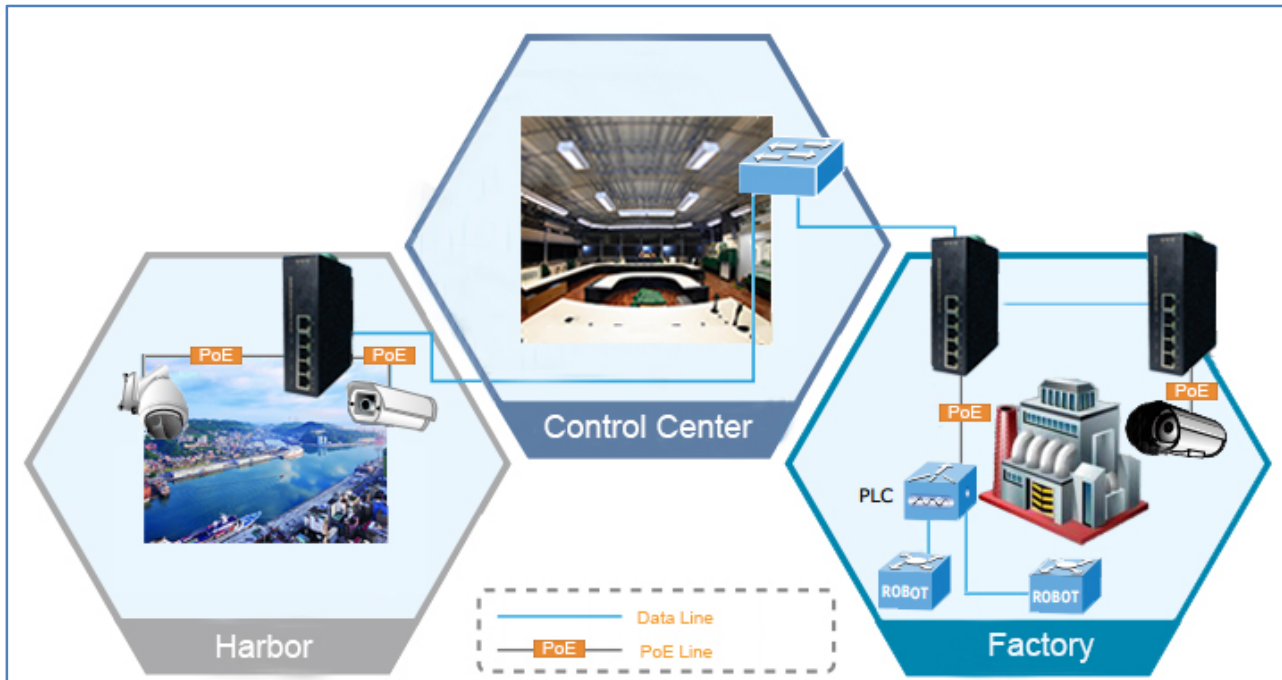 Control Center
PoE
PoE
Harbor
PoE
PoE
PLC
ROBOT
ROBOT
Factory
Data Line
PoE
PoE Line